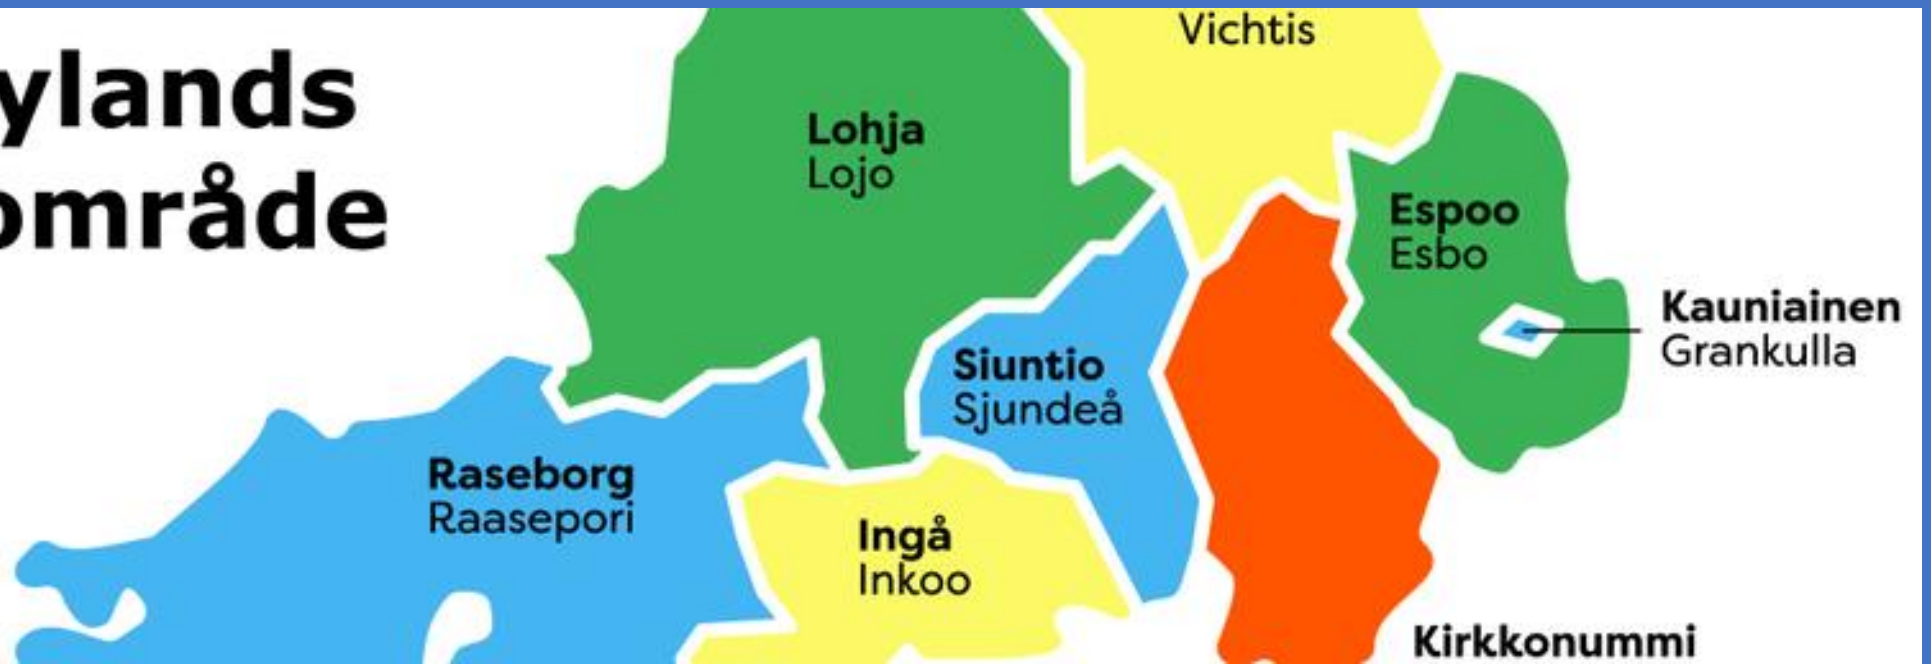 ylands
område
Vichtis
Lohja
Lojo
Espoo
Esbo
Kauniainen
Grankulla
Siuntio
Sjundeå
Raseborg
Raasepori
Ingå
Inkoo
Kirkkonummi